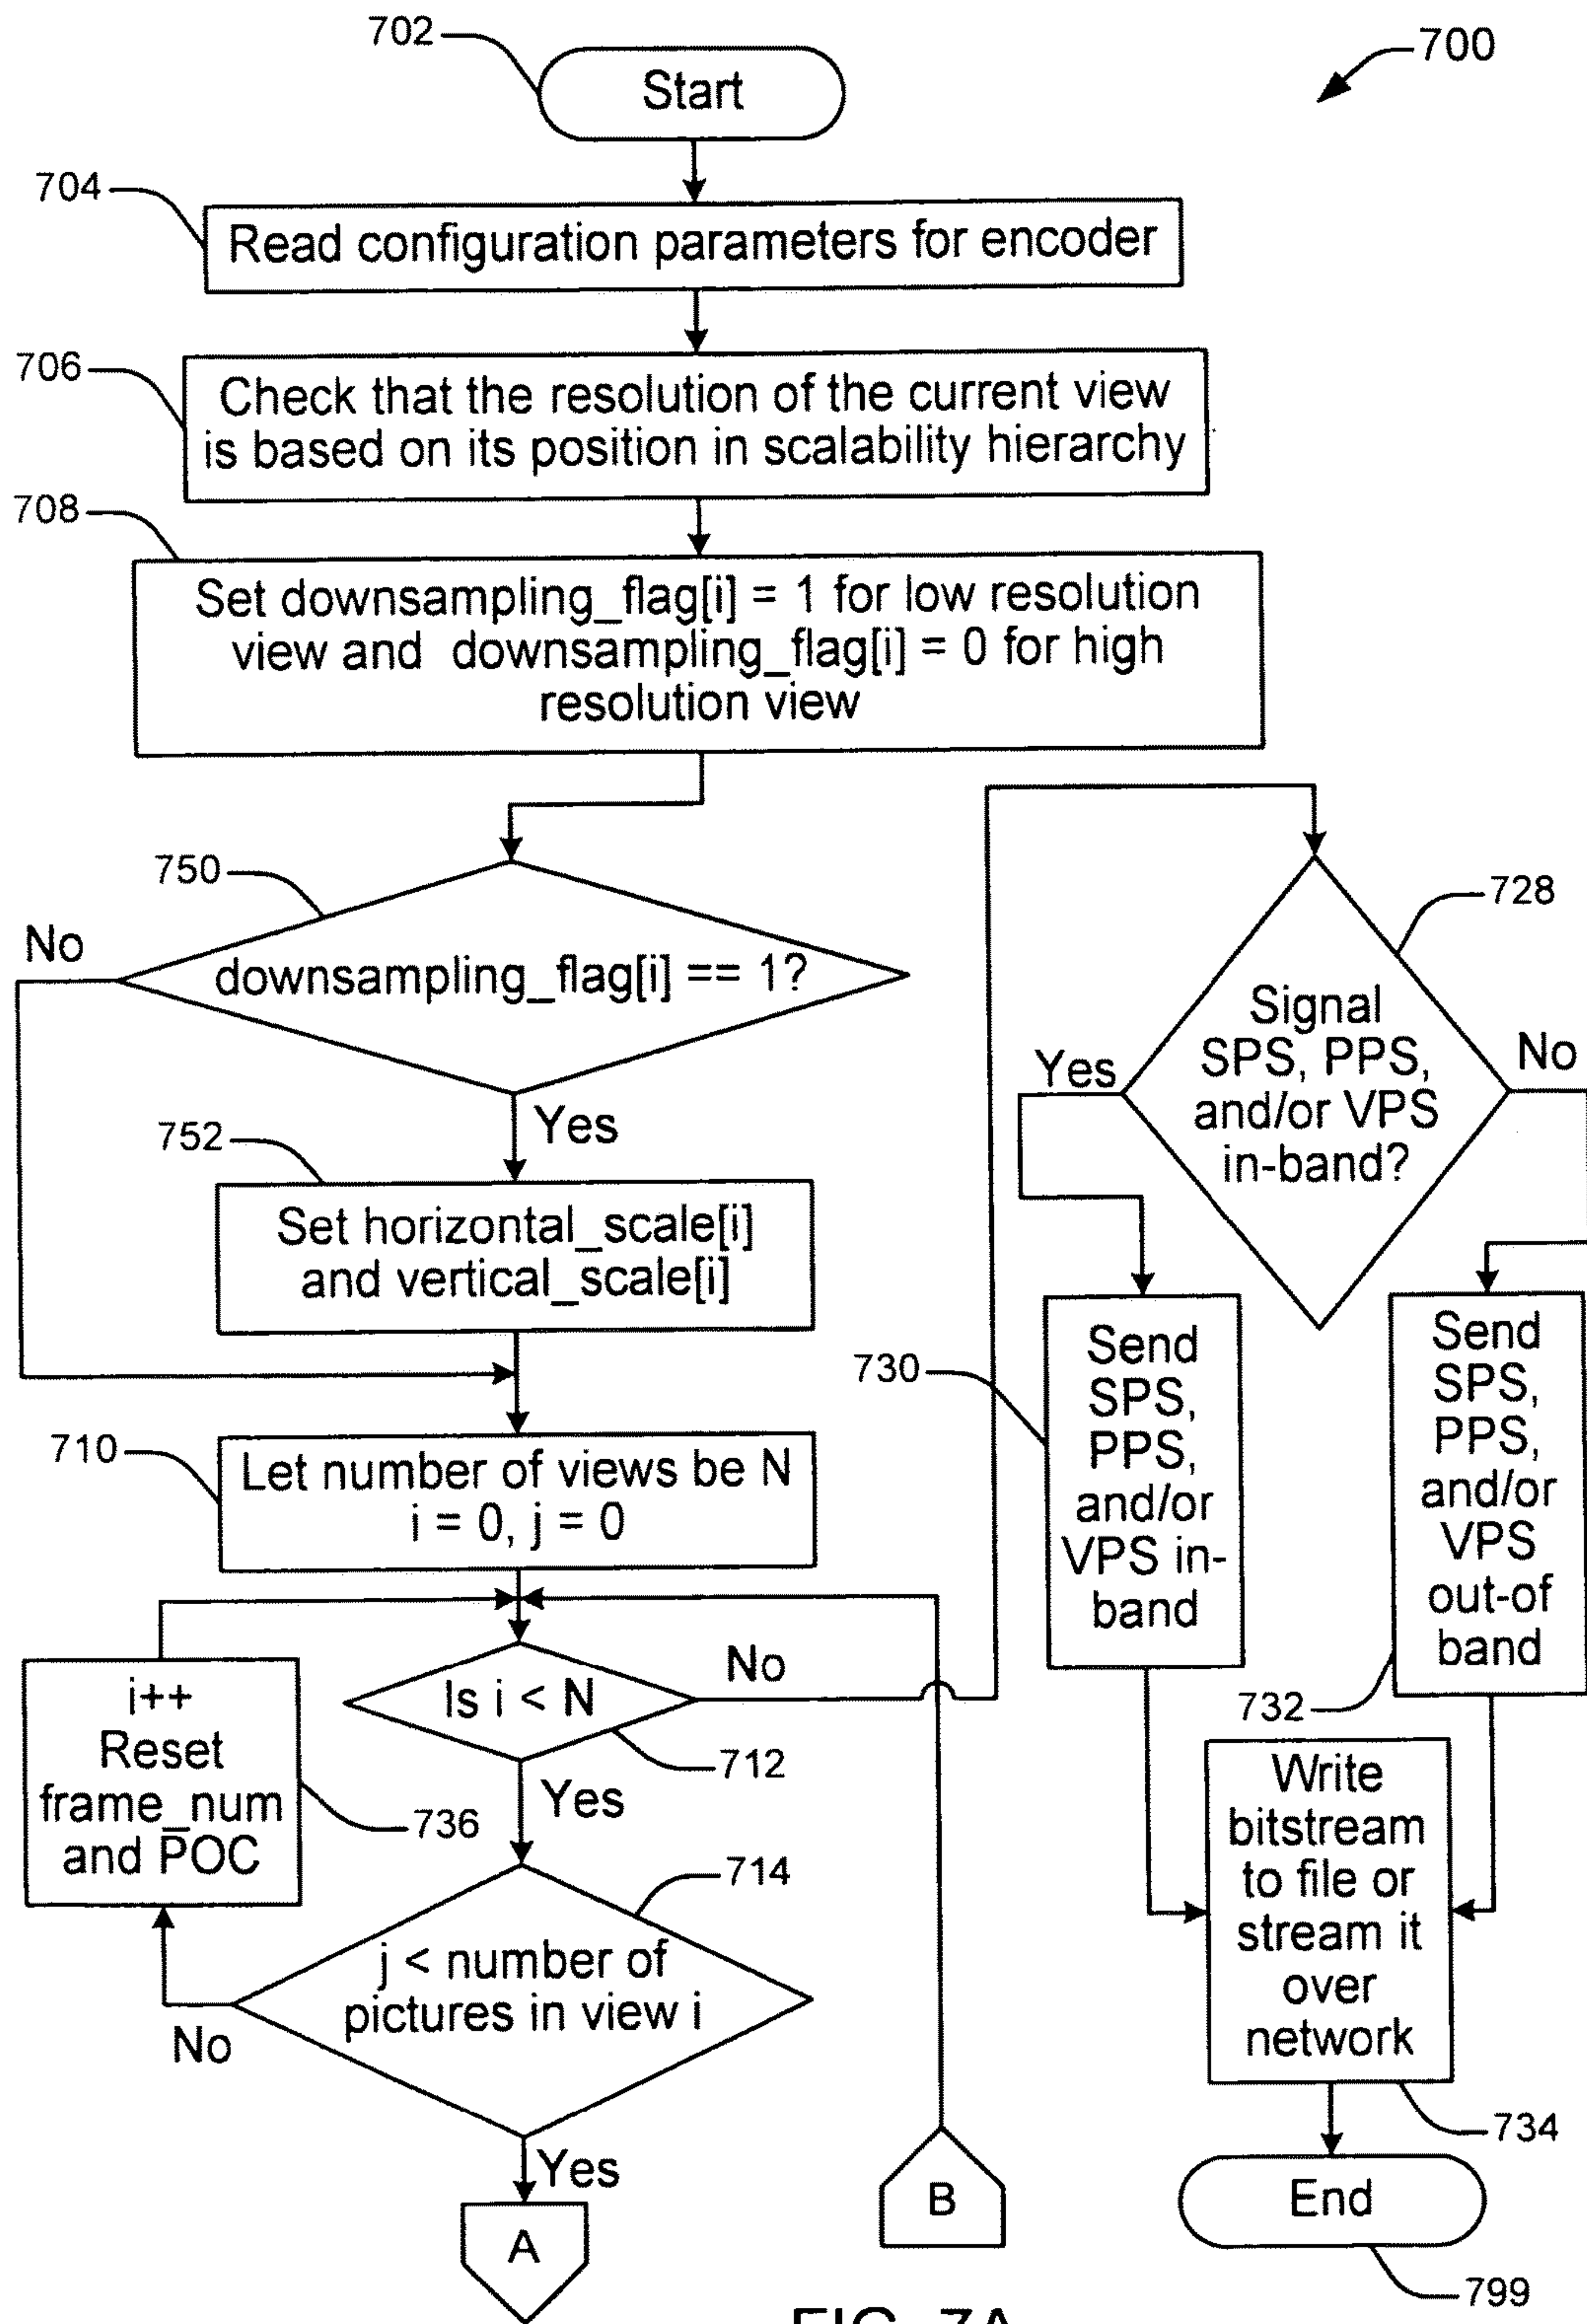 702
Start
700
704
Read configuration parameters for encoder
706
Check that the resolution of the current view
is based on its position in scalability hierarchy
708
Set downsampling_flag[i] = 1 for low resolution
view and downsampling_flag[i] = 0 for high
resolution view
750
No
downsampling_flag[i] == 1?
Yes
752
Set horizontal_scale[i]
and vertical_scale[i]
710
Let number of views be N
i = 0, j = 0
Is i < N
No
712
Yes
i++
Reset
frame_num
and POC
736
714
j < number of
pictures in view i
No
Yes
A
B
728
Signal
SPS, PPS,
and/or VPS
in-band?
Yes
No
730
Send
SPS,
PPS,
and/or
VPS in-
band
Send
SPS,
PPS,
and/or
VPS
out-of
band
732
Write
bitstream
to file or
stream it
over
network
734
End
799
FIG. 7A